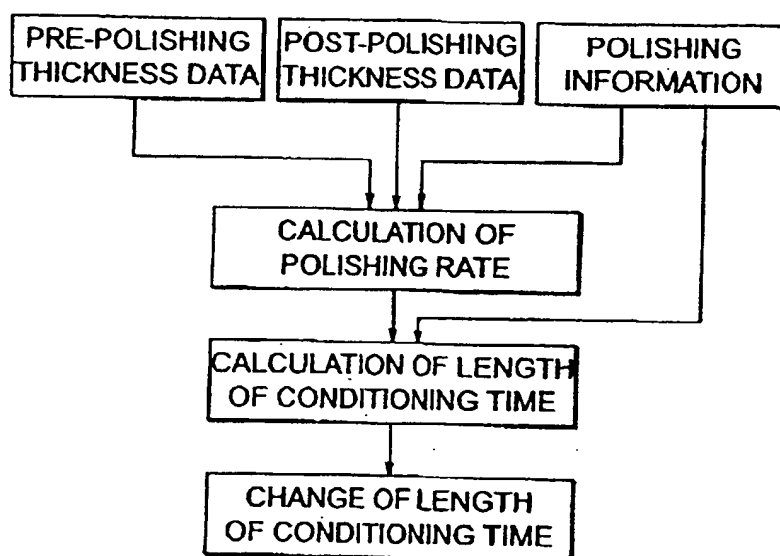 PRE-POLISHING
THICKNESS DATA
POST-POLISHING
THICKNESS DATA
POLISHING
INFORMATION
CALCULATION OF
POLISHING RATE
CALCULATION OF LENGTH
OF CONDITIONING TIME
CHANGE OF LENGTH
OF CONDITIONING TIME